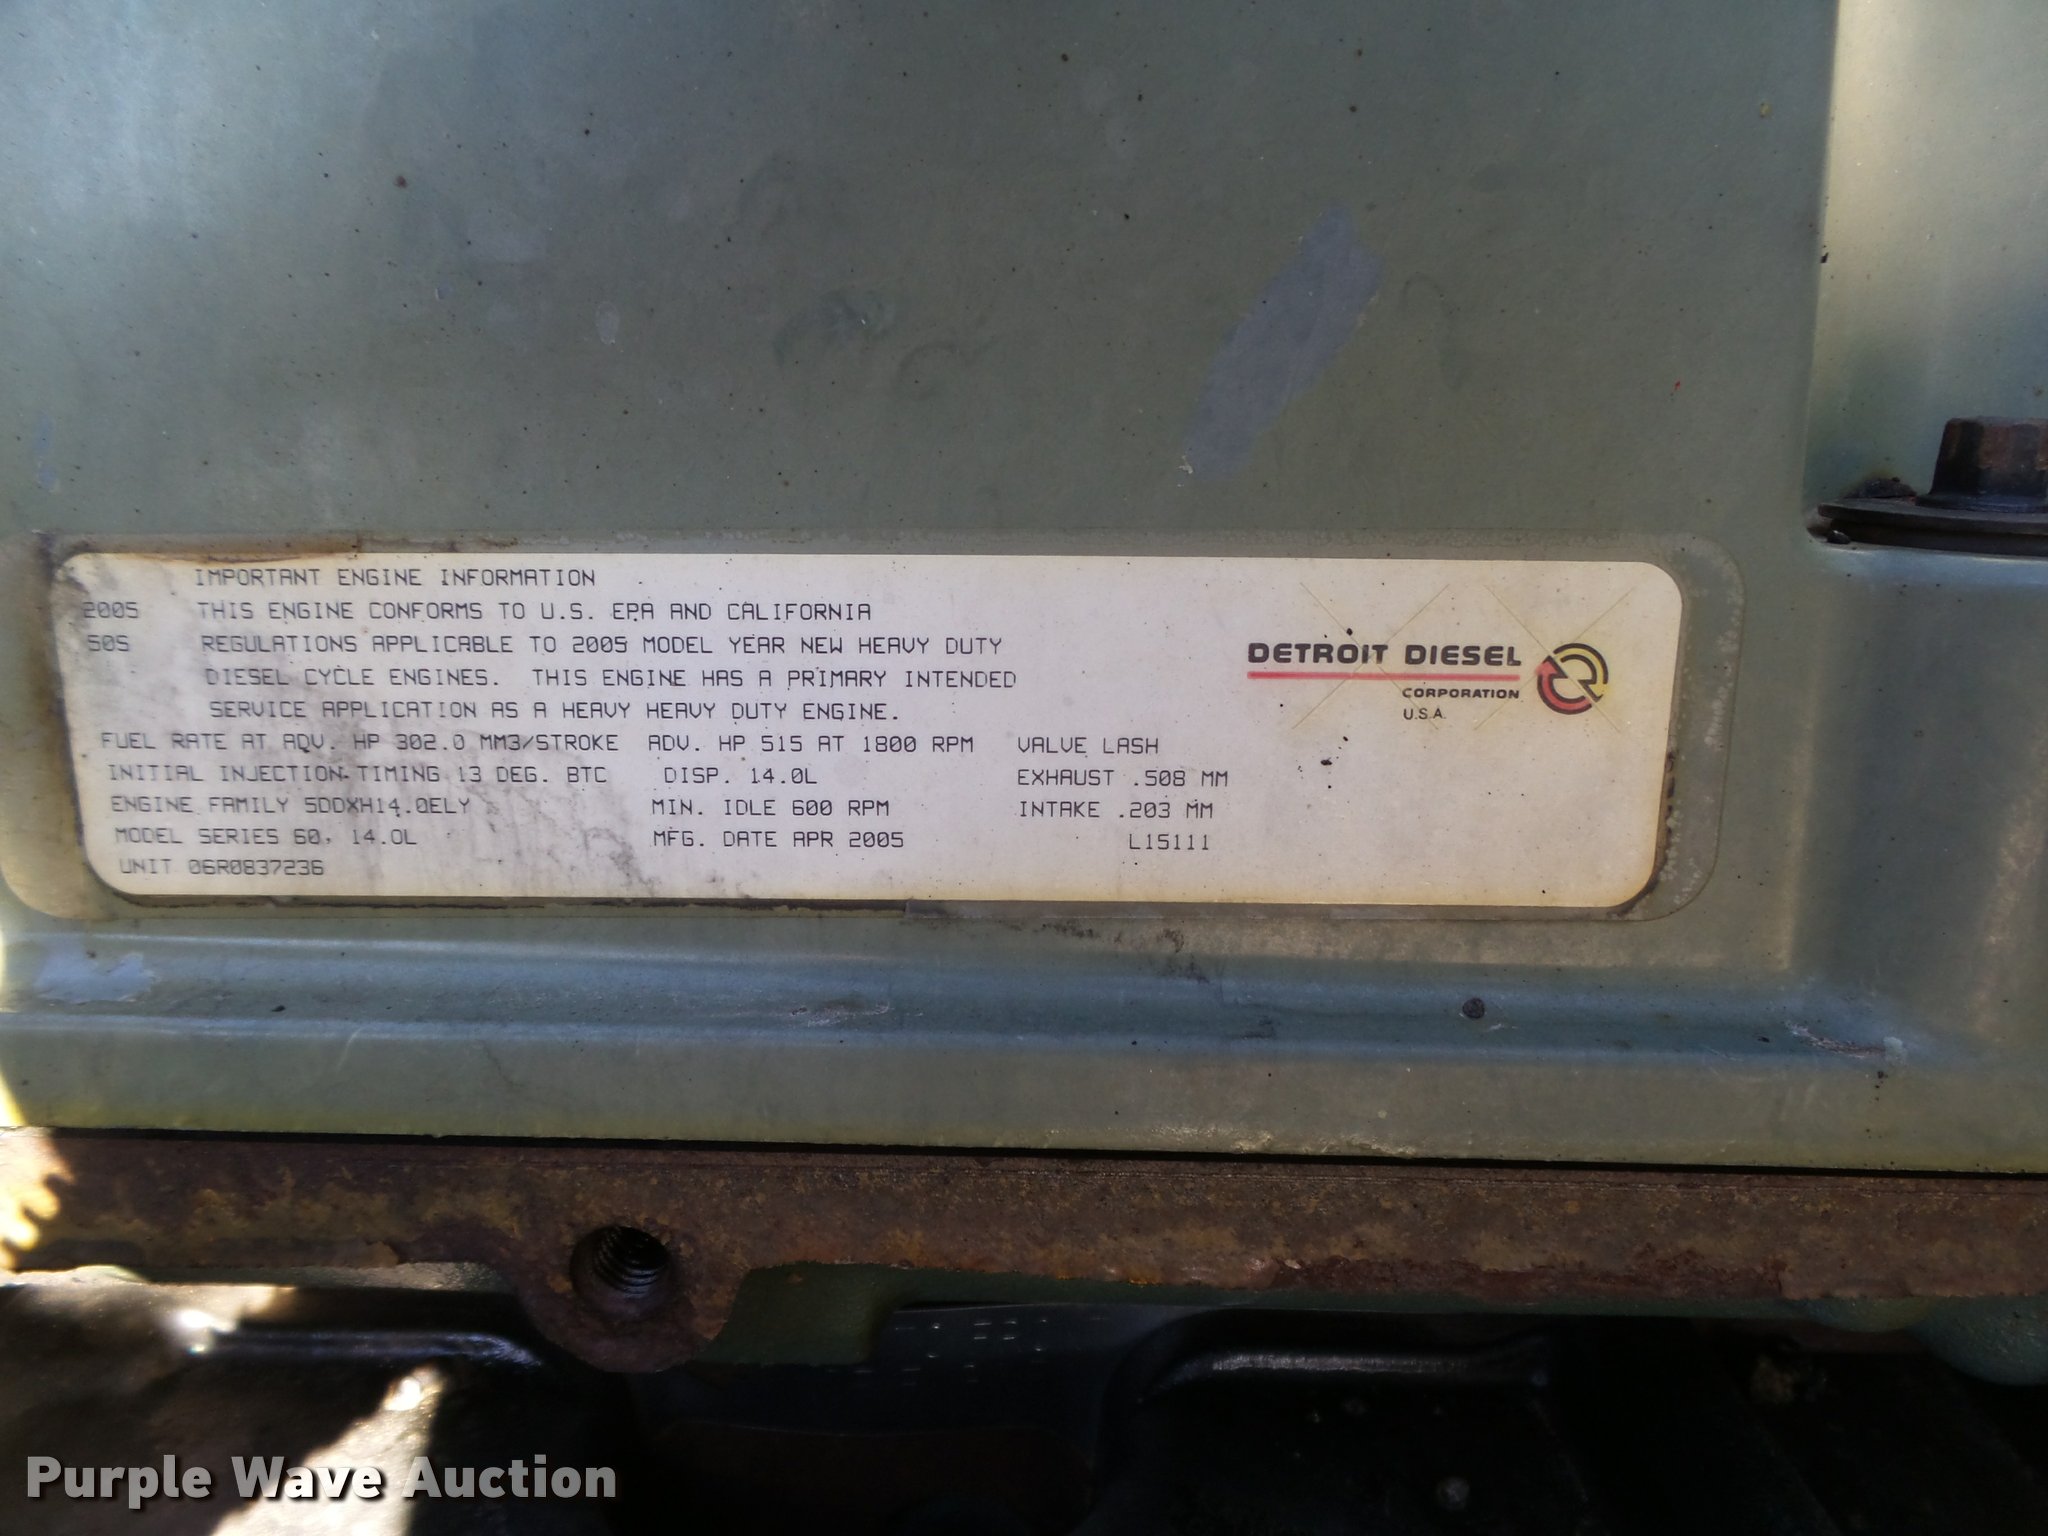 IMPORTANT ENGINE INFORMATION
2005 THIS ENGINE CONFORMS TO U.S. EPA AND CALIFORNIA
50S REGULATIONS APPLICABLE TO 2005 MODEL YEAR NEW HEAVY DUTY
DIESEL CYCLE ENGINES. THIS ENGINE HAS A PRIMARY INTENDED
SERVICE APPLICATION AS A HEAVY HEAVY DUTY ENGINE.
FUEL RATE AT ADV. HP 302.0 MM3/STROKE ADV. HP 515 AT 1800 RPM VALVE LASH
INITIAL INJECTION TIMING 13 DEG. BTC DISP. 14.0L EXHAUST .508 MM
ENGINE FAMILY 5DDXH14.0ELY MIN. IDLE 600 RPM INTAKE .203 MM
MODEL SERIES 60, 14.0L MFG. DATE APR 2005 L15111
UNIT 06R0837236
DETROIT DIESEL
CORPORATION
U.S.A.
Purple Wave Auction